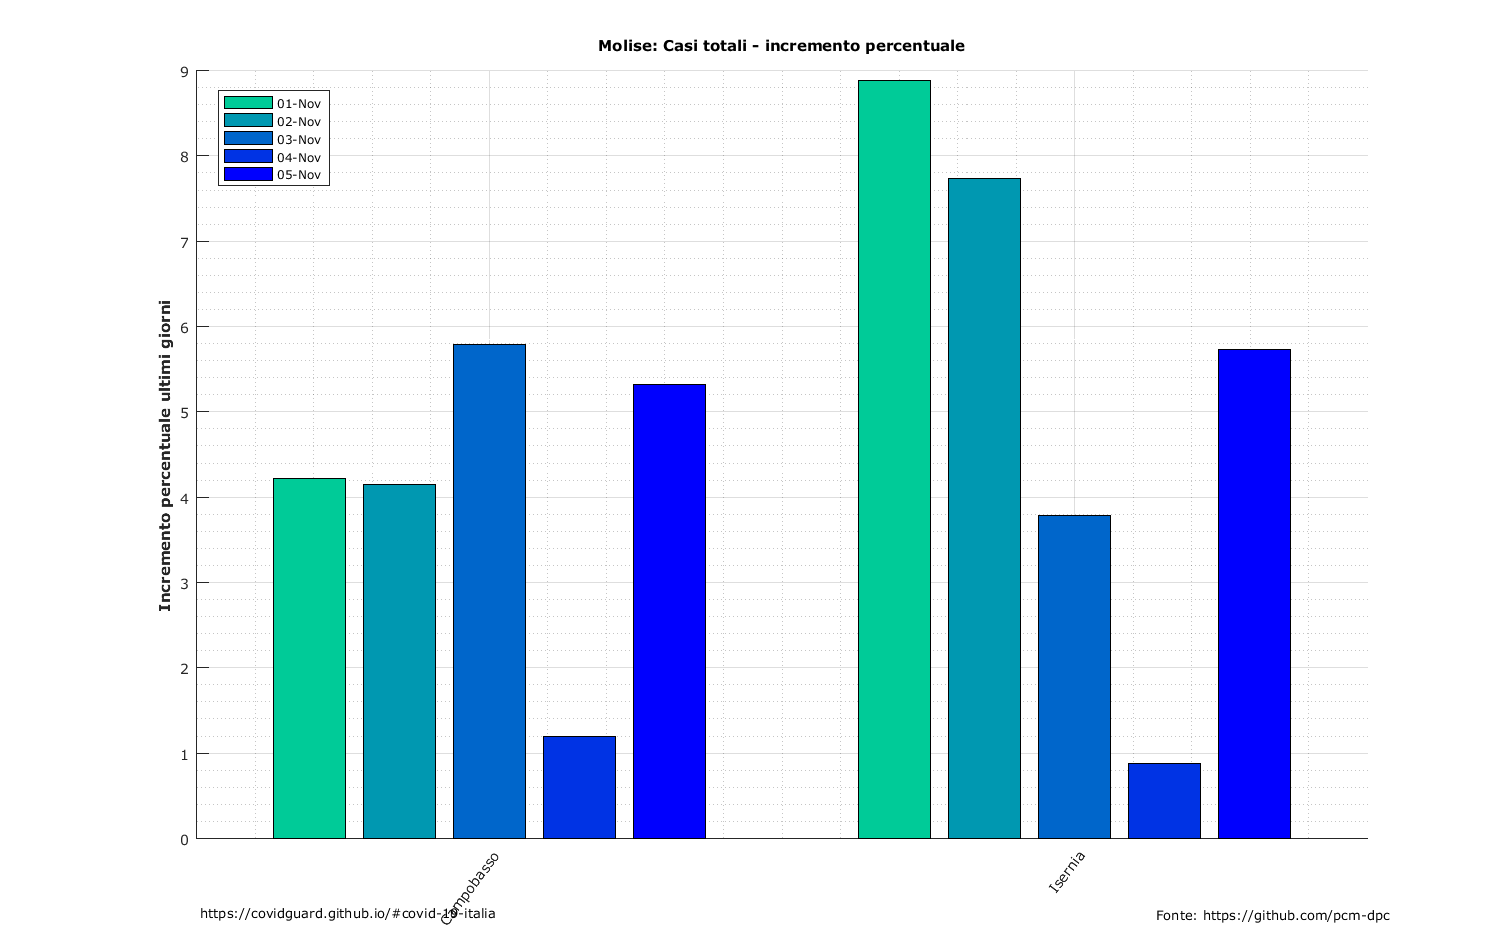 Molise: Casi totali - incremento percentuale
9
8
7
6
5
4
3
2
1
0
Incremento percentuale ultimi giorni
01-Nov
02-Nov
03-Nov
04-Nov
05-Nov
Campobasso
Isernia
https://covidguard.github.io/#covid-19-italia
Fonte: https://github.com/pcm-dpc